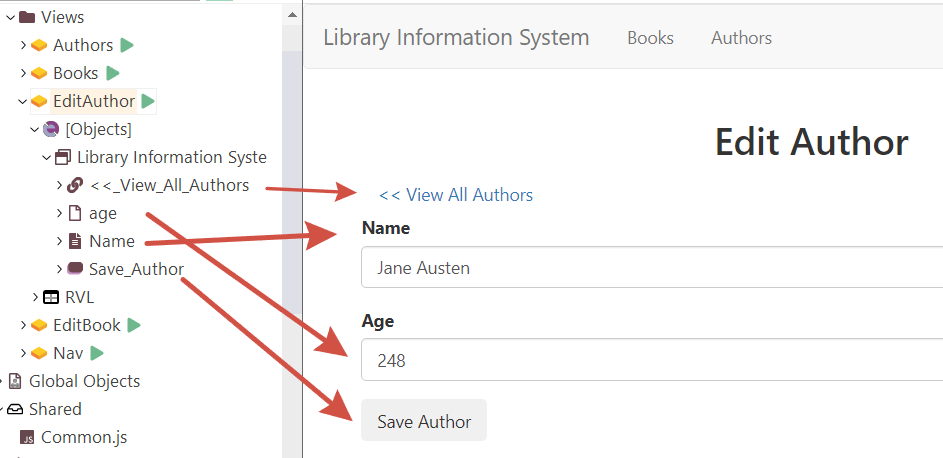 Views
Authors
Books
EditAuthor
[Objects]
Library Information Syste
<<_View_All_Authors
age
Name
Save_Author
RVL
EditBook
Nav
Global Objects
Shared
JS Common.js
Library Information System Books Authors
Edit Author
<< View All Authors
Name
Jane Austen
Age
248
Save Author